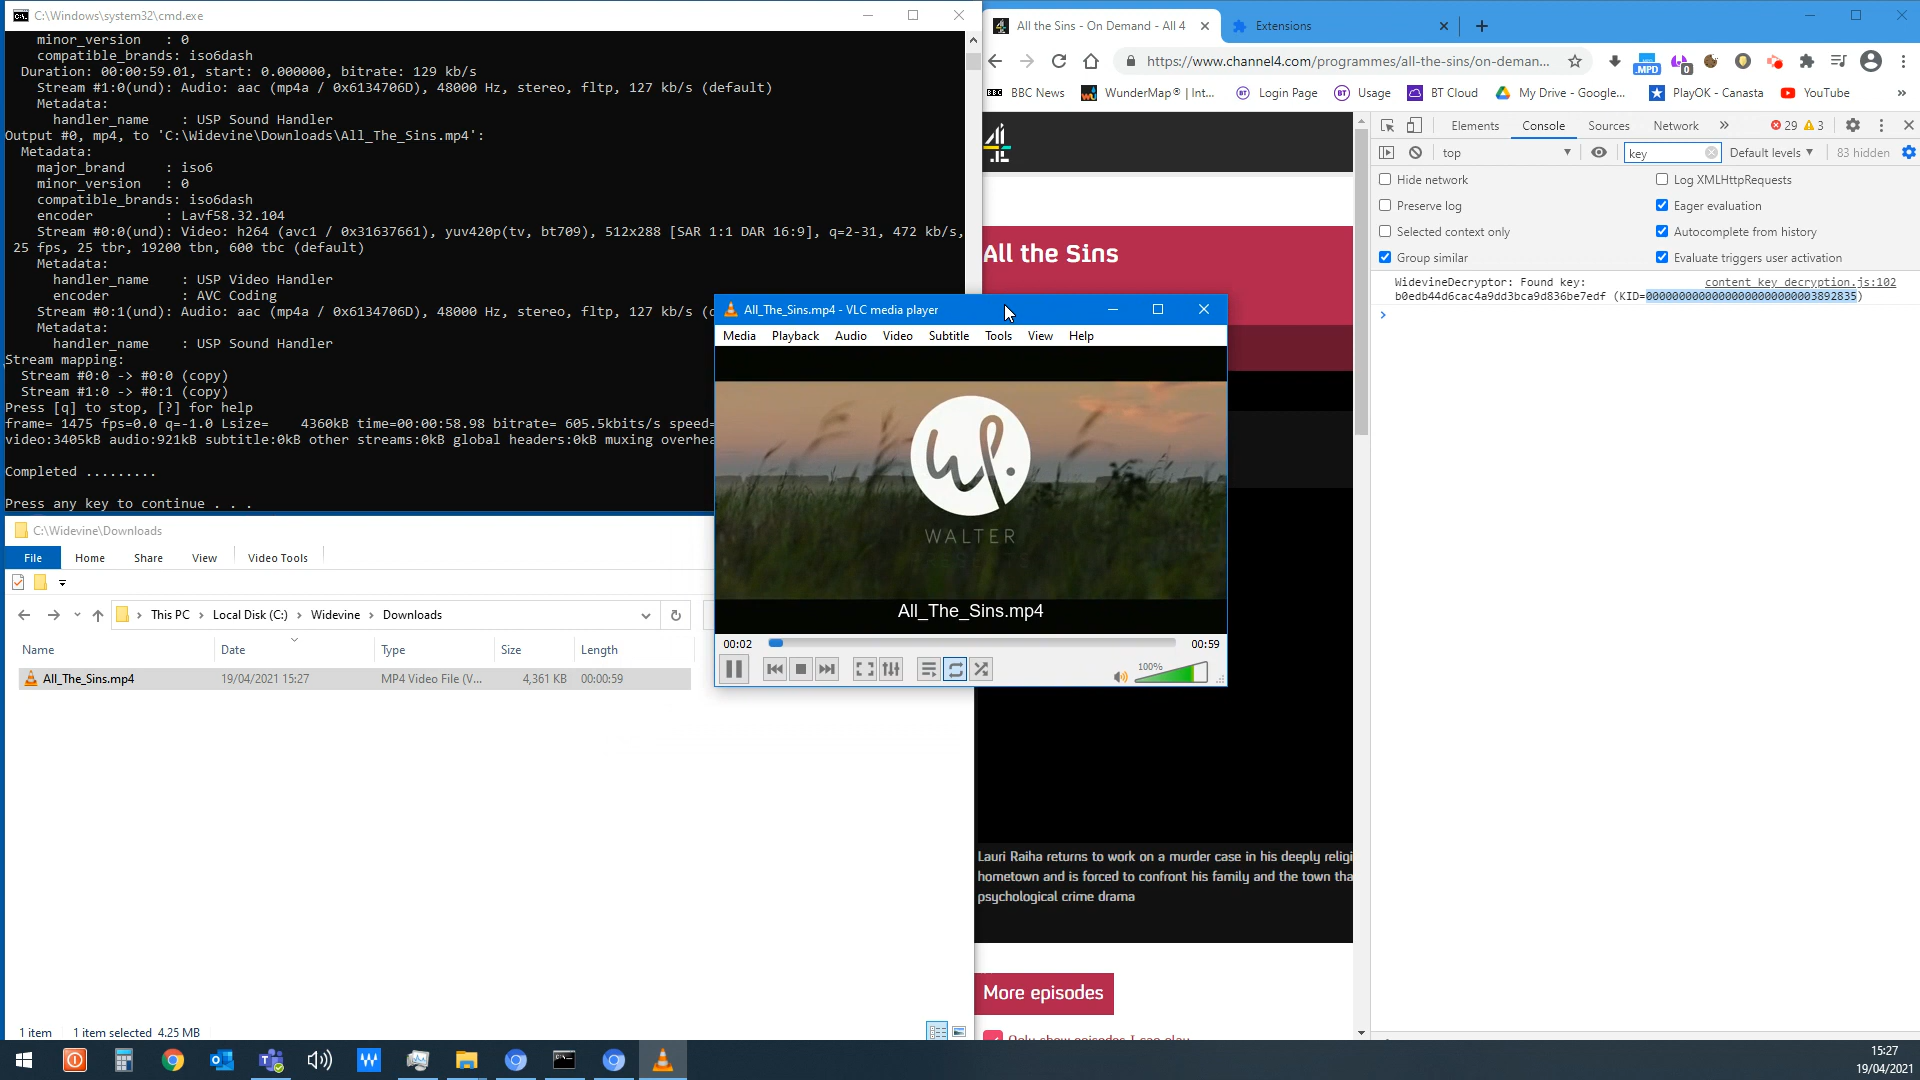 C:\Windows\system32\cmd.exe
minor_version : 0
compatible_brands: iso6dash
Duration: 00:00:59.01, start: 0.000000, bitrate: 129 kb/s
Stream #1:0(und): Audio: aac (mp4a / 0x6134706D), 48000 Hz, stereo, fltp, 127 kb/s (default)
Metadata:
handler_name : USP Sound Handler
Output #0, mp4, to 'C:\Widevine\Downloads\All_The_Sins.mp4':
Metadata:
major_brand : iso6
minor_version : 0
compatible_brands: iso6dash
encoder : Lavf58.32.104
Stream #0:0(und): Video: h264 (avc1 / 0x31637661), yuv420p(tv, bt709), 512x288 [SAR 1:1 DAR 16:9], q=2-31, 472 kb/s,
25 fps, 25 tbr, 19200 tbn, 600 tbc (default)
Metadata:
handler_name : USP Video Handler
encoder : AVC Coding
Stream #0:1(und): Audio: aac (mp4a / 0x6134706D), 48000 Hz, stereo, fltp, 127 kb/s (d
Metadata:
handler_name : USP Sound Handler
Stream mapping:
Stream #0:0 -> #0:0 (copy)
Stream #1:0 -> #0:1 (copy)
Press [q] to stop, [?] for help
frame= 1475 fps=0.0 q=-1.0 Lsize= 4360kB time=00:00:58.98 bitrate= 605.5kbits/s speed=
video:3405kB audio:921kB subtitle:0kB other streams:0kB global headers:0kB muxing overhea
Completed .........
Press any key to continue . . .
C:\Widevine\Downloads
File Home Share View Video Tools
This PC > Local Disk (C:) > Widevine > Downloads
Name Date Type Size Length
All_The_Sins.mp4 19/04/2021 15:27 MP4 Video File (V... 4,361 KB 00:00:59
1 item 1 item selected 4.25 MB
All_The_Sins.mp4 - VLC media player
Media Playback Audio Video Subtitle Tools View Help
WALTER
All_The_Sins.mp4
00:02 00:59
100%
All the Sins - On Demand - All 4 Extensions
https://www.channel4.com/programmes/all-the-sins/on-deman...
.MPD
0
BBC News WunderMap® | Int... Login Page Usage BT Cloud My Drive - Google... PlayOK - Canasta YouTube »
All the Sins
Lauri Raiha returns to work on a murder case in his deeply religi
hometown and is forced to confront his family and the town tha
psychological crime drama
More episodes
Only show episodes I can play
Elements Console Sources Network » 29 3
top key Default levels 83 hidden
Hide network Log XMLHttpRequests
Preserve log Eager evaluation
Selected context only Autocomplete from history
Group similar Evaluate triggers user activation
WidevineDecryptor: Found key: content_key_decryption.js:102
b0edb44d6cac4a9dd3bca9d836be7edf (KID=00000000000000000000000003892835)
15:27
19/04/2021